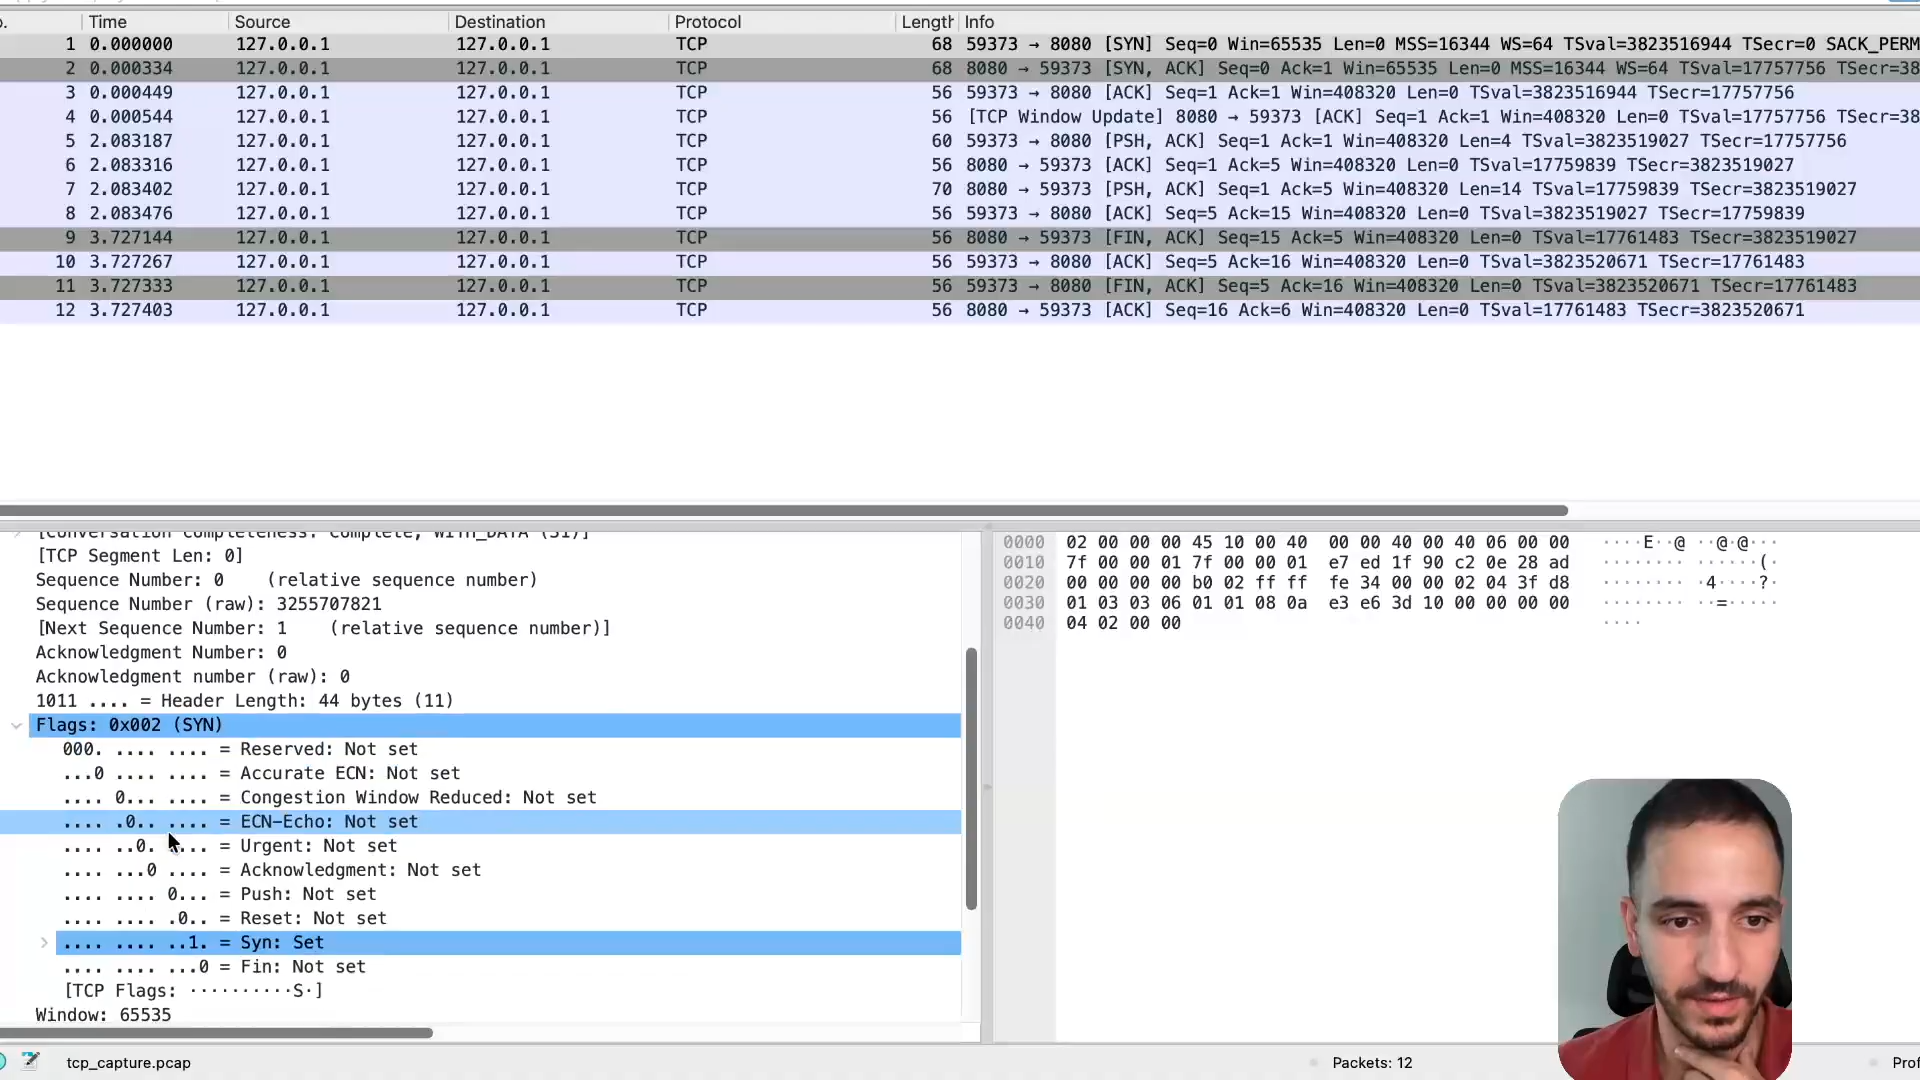 Time Source Destination Protocol Length Info
1 0.000000 127.0.0.1 127.0.0.1 TCP 68 59373 → 8080 [SYN] Seq=0 Win=65535 Len=0 MSS=16344 WS=64 TSval=3823516944 TSecr=0 SACK_PERM
2 0.000334 127.0.0.1 127.0.0.1 TCP 68 8080 → 59373 [SYN, ACK] Seq=0 Ack=1 Win=65535 Len=0 MSS=16344 WS=64 TSval=17757756 TSecr=38
3 0.000449 127.0.0.1 127.0.0.1 TCP 56 59373 → 8080 [ACK] Seq=1 Ack=1 Win=408320 Len=0 TSval=3823516944 TSecr=17757756
4 0.000544 127.0.0.1 127.0.0.1 TCP 56 [TCP Window Update] 8080 → 59373 [ACK] Seq=1 Ack=1 Win=408320 Len=0 TSval=17757756 TSecr=38
5 2.083187 127.0.0.1 127.0.0.1 TCP 60 59373 → 8080 [PSH, ACK] Seq=1 Ack=1 Win=408320 Len=4 TSval=3823519027 TSecr=17757756
6 2.083316 127.0.0.1 127.0.0.1 TCP 56 8080 → 59373 [ACK] Seq=1 Ack=5 Win=408320 Len=0 TSval=17759839 TSecr=3823519027
7 2.083402 127.0.0.1 127.0.0.1 TCP 70 8080 → 59373 [PSH, ACK] Seq=1 Ack=5 Win=408320 Len=14 TSval=17759839 TSecr=3823519027
8 2.083476 127.0.0.1 127.0.0.1 TCP 56 59373 → 8080 [ACK] Seq=5 Ack=15 Win=408320 Len=0 TSval=3823519027 TSecr=17759839
9 3.727144 127.0.0.1 127.0.0.1 TCP 56 8080 → 59373 [FIN, ACK] Seq=15 Ack=5 Win=408320 Len=0 TSval=17761483 TSecr=3823519027
10 3.727267 127.0.0.1 127.0.0.1 TCP 56 59373 → 8080 [ACK] Seq=5 Ack=16 Win=408320 Len=0 TSval=3823520671 TSecr=17761483
11 3.727333 127.0.0.1 127.0.0.1 TCP 56 59373 → 8080 [FIN, ACK] Seq=5 Ack=16 Win=408320 Len=0 TSval=3823520671 TSecr=17761483
12 3.727403 127.0.0.1 127.0.0.1 TCP 56 8080 → 59373 [ACK] Seq=16 Ack=6 Win=408320 Len=0 TSval=17761483 TSecr=3823520671
[Conversation Completeness: Complete, WITH_DATA (31)]
[TCP Segment Len: 0]
Sequence Number: 0 (relative sequence number)
Sequence Number (raw): 3255707821
[Next Sequence Number: 1 (relative sequence number)]
Acknowledgment Number: 0
Acknowledgment number (raw): 0
1011 .... = Header Length: 44 bytes (11)
Flags: 0x002 (SYN)
000. .... .... = Reserved: Not set
...0 .... .... = Accurate ECN: Not set
.... 0... .... = Congestion Window Reduced: Not set
.... .0.. .... = ECN-Echo: Not set
.... ..0. .... = Urgent: Not set
.... ...0 .... = Acknowledgment: Not set
.... .... 0... = Push: Not set
.... .... .0.. = Reset: Not set
.... .... ..1. = Syn: Set
.... .... ...0 = Fin: Not set
[TCP Flags: ··········S·]
Window: 65535
0000 02 00 00 00 45 10 00 40 00 00 40 00 40 06 00 00 ····E··@ ··@·@···
0010 7f 00 00 01 7f 00 00 01 e7 ed 1f 90 c2 0e 28 ad ········ ······(·
0020 00 00 00 00 b0 02 ff ff fe 34 00 00 02 04 3f d8 ········ ·4····?·
0030 01 03 03 06 01 01 08 0a e3 e6 3d 10 00 00 00 00 ········ ··=·····
0040 04 02 00 00 ····
tcp_capture.pcap Packets: 12 Prof